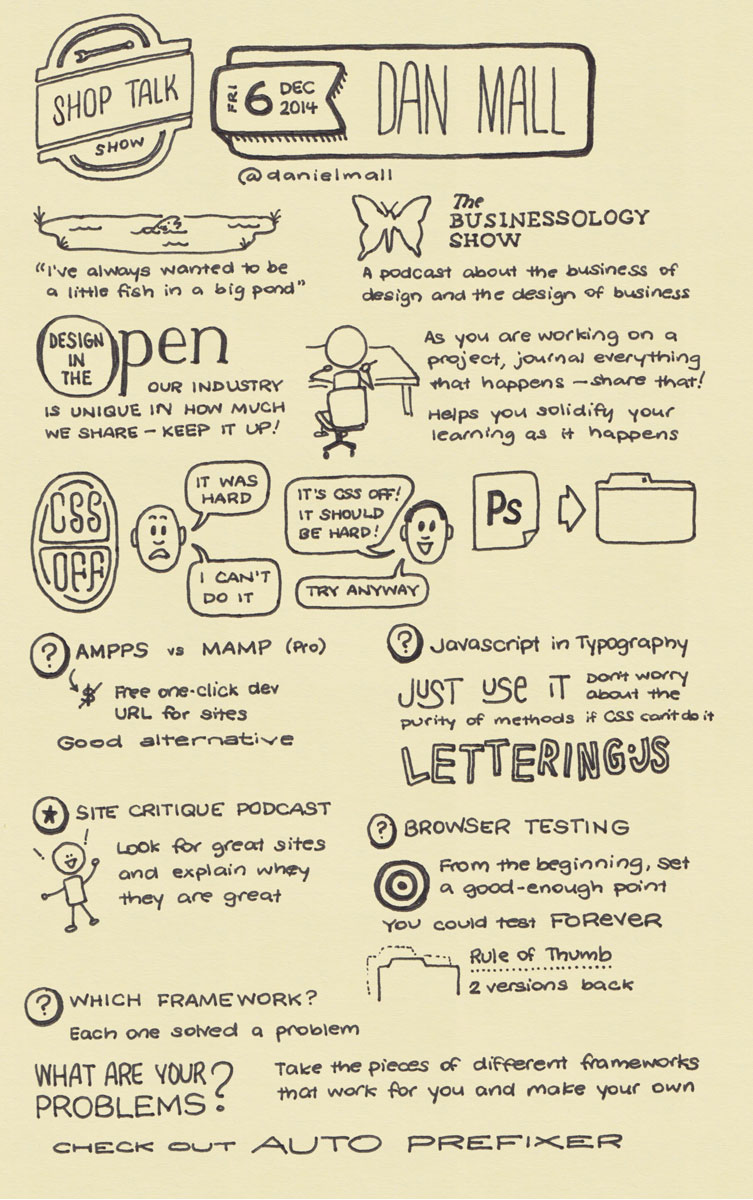 SHOP TALK
SHOW
FRI 6 DEC
2014
DAN MALL
@danielmall
"I've always wanted to be
a little fish in a big pond"
The
BUSINESSOLOGY
SHOW
A podcast about the business of
design and the design of business
DESIGN
IN
THE
Open
OUR INDUSTRY
IS UNIQUE IN HOW MUCH
WE SHARE – KEEP IT UP!
As you are working on a
project, journal everything
that happens – share that!
Helps you solidify your
learning as it happens
CSS
OFF
IT WAS
HARD
I CAN'T
DO IT
IT'S CSS OFF!
IT SHOULD
BE HARD!
TRY ANYWAY
Ps
? AMPPS vs MAMP (Pro)
$ Free one-click dev
URL for sites
Good alternative
? Javascript in Typography
JUST USE IT Don't worry
about the
purity of methods if CSS can't do it
LETTERING.JS
SITE CRITIQUE PODCAST
Look for great sites
and explain whey
they are great
? BROWSER TESTING
From the beginning, set
a good-enough point
You could test FOREVER
Rule of Thumb
2 versions back
? WHICH FRAMEWORK?
Each one solved a problem
WHAT ARE YOUR
PROBLEMS?
Take the pieces of different frameworks
that work for you and make your own
CHECK OUT AUTO PREFIXER